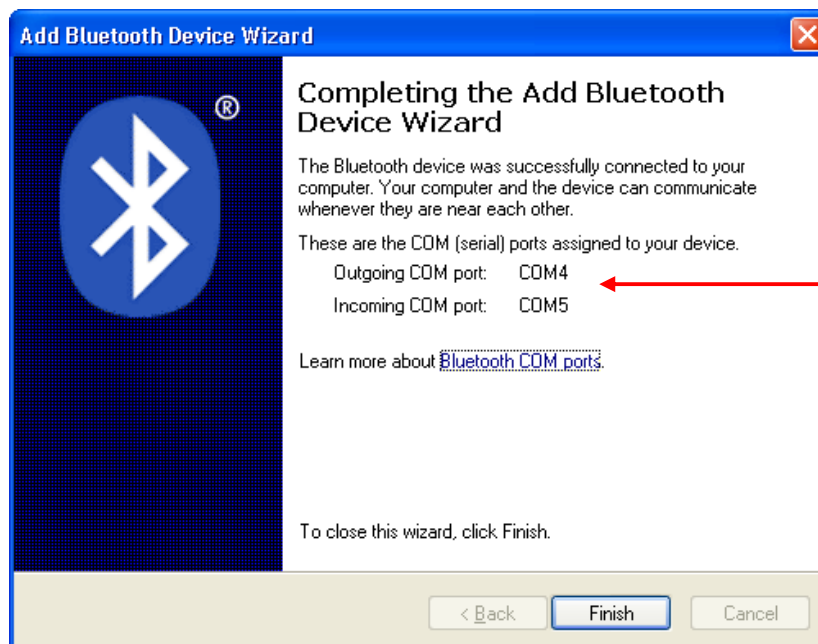 Add Bluetooth Device Wizard
®
Completing the Add Bluetooth
Device Wizard
The Bluetooth device was successfully connected to your
computer. Your computer and the device can communicate
whenever they are near each other.
These are the COM (serial) ports assigned to your device.
Outgoing COM port: COM4
Incoming COM port: COM5
Learn more about Bluetooth COM ports.
To close this wizard, click Finish.
< Back Finish Cancel